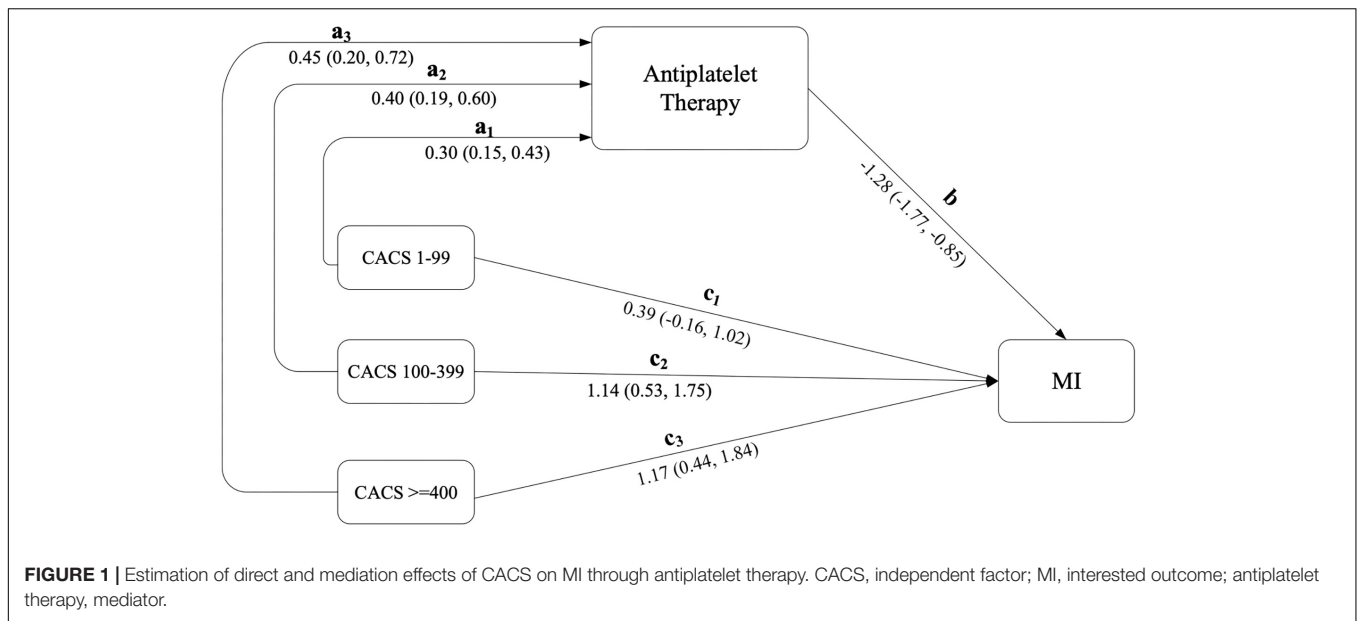 a3
0.45 (0.20, 0.72)
a2
0.40 (0.19, 0.60)
a1
0.30 (0.15, 0.43)
Antiplatelet
Therapy
b
-1.28 (-1.77, -0.85)
CACS 1-99
c1
0.39 (-0.16, 1.02)
CACS 100-399
c2
1.14 (0.53, 1.75)
MI
CACS >=400
c3
1.17 (0.44, 1.84)
FIGURE 1 | Estimation of direct and mediation effects of CACS on MI through antiplatelet therapy. CACS, independent factor; MI, interested outcome; antiplatelet
therapy, mediator.